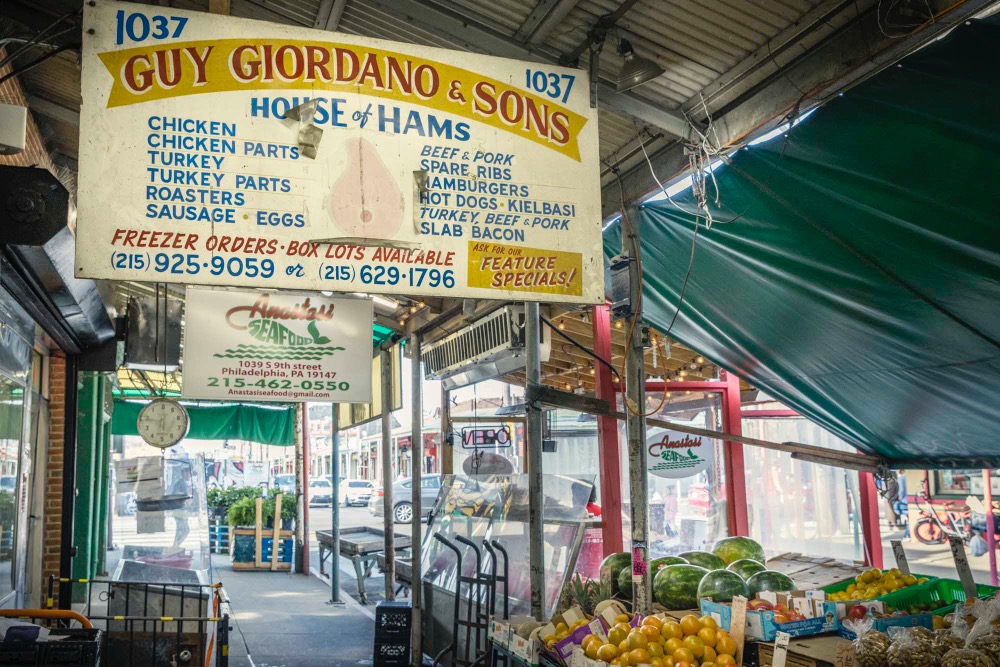 1037
GUY GIORDANO & SONS
1037
HOUSE of HAMS
CHICKEN
CHICKEN PARTS
TURKEY
TURKEY PARTS
ROASTERS
SAUSAGE • EGGS
BEEF & PORK
SPARE RIBS
HAMBURGERS
HOT DOGS • KIELBASI
TURKEY, BEEF & PORK
SLAB BACON
FREEZER ORDERS • BOX LOTS AVAILABLE
(215) 925•9059 or (215) 629•1796
ASK FOR OUR
FEATURE
SPECIALS!
Anastasi
SEAFOOD
1039 S 9th street
Philadelphia, PA 19147
215-462-0550
Anastasiseafood@gmail.com
OPEN
Anastasi
SEAFOOD